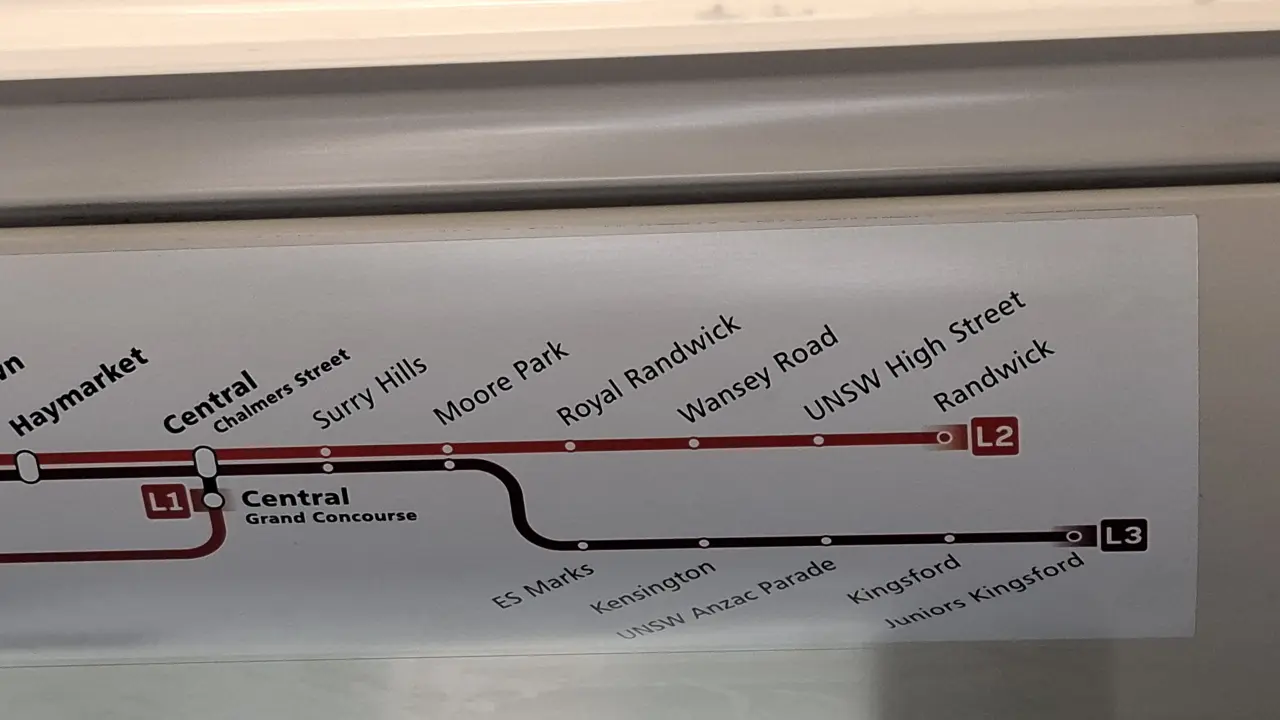 Haymarket
Central
Chalmers Street
Surry Hills
Moore Park
Royal Randwick
Wansey Road
UNSW High Street
Randwick
L2
L1
Central
Grand Concourse
L3
ES Marks
Kensington
UNSW Anzac Parade
Kingsford
Juniors Kingsford